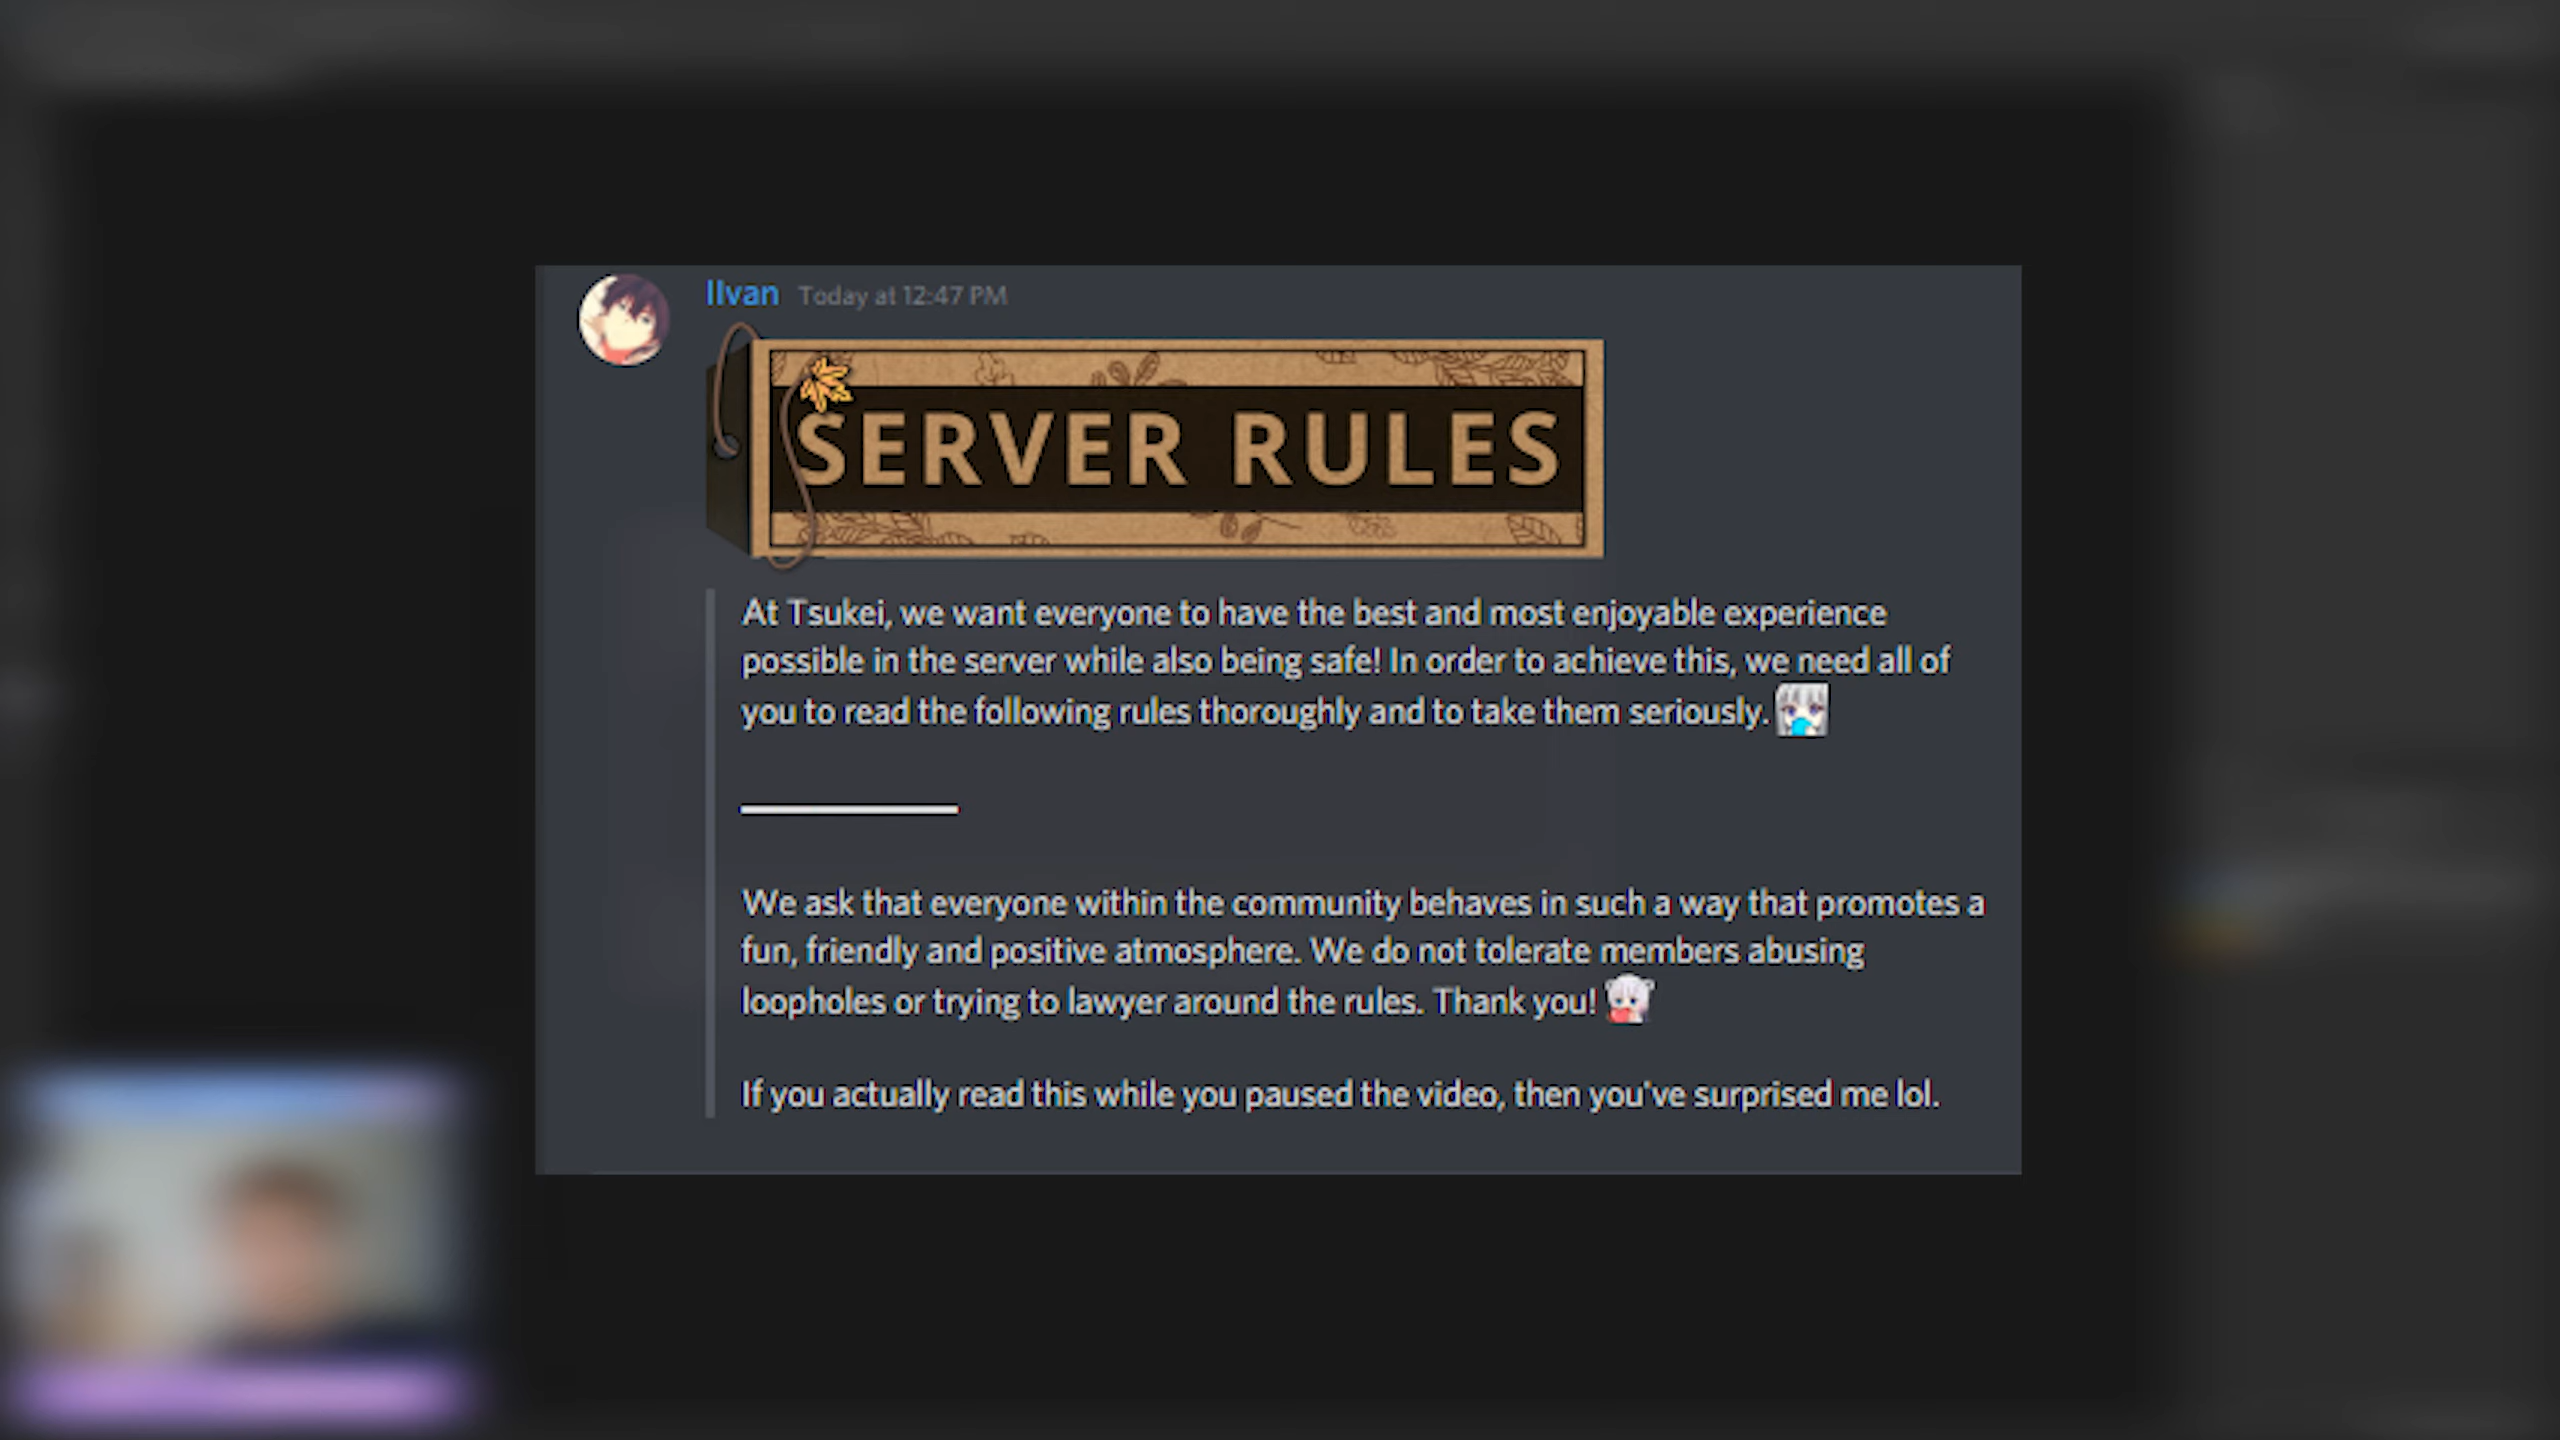 IIvan Today at 12:47 PM
SERVER RULES
At Tsukei, we want everyone to have the best and most enjoyable experience
possible in the server while also being safe! In order to achieve this, we need all of
you to read the following rules thoroughly and to take them seriously.
We ask that everyone within the community behaves in such a way that promotes a
fun, friendly and positive atmosphere. We do not tolerate members abusing
loopholes or trying to lawyer around the rules. Thank you!
If you actually read this while you paused the video, then you've surprised me lol.